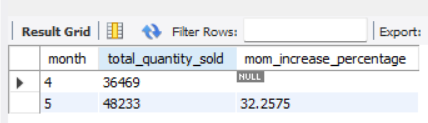 Result Grid Filter Rows: Export:
month total_quantity_sold mom_increase_percentage
4 36469 NULL
5 48233 32.2575